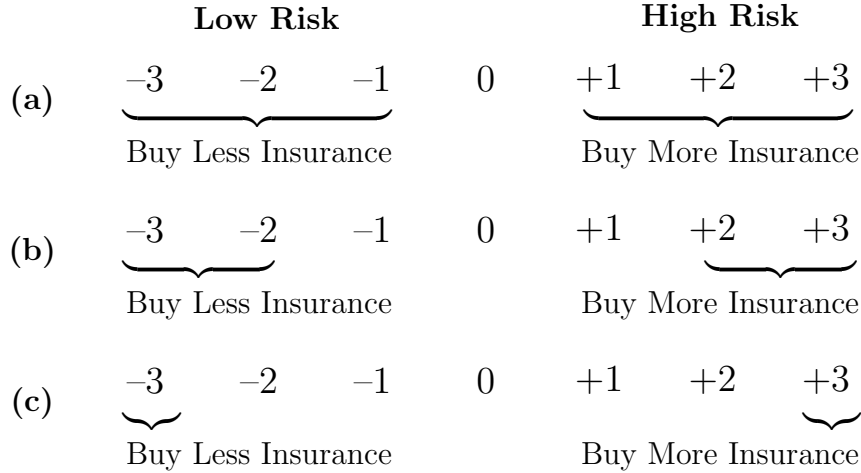 Low Risk High Risk
(a) –3 –2 –1 0 +1 +2 +3
Buy Less Insurance Buy More Insurance
(b) –3 –2 –1 0 +1 +2 +3
Buy Less Insurance Buy More Insurance
(c) –3 –2 –1 0 +1 +2 +3
Buy Less Insurance Buy More Insurance